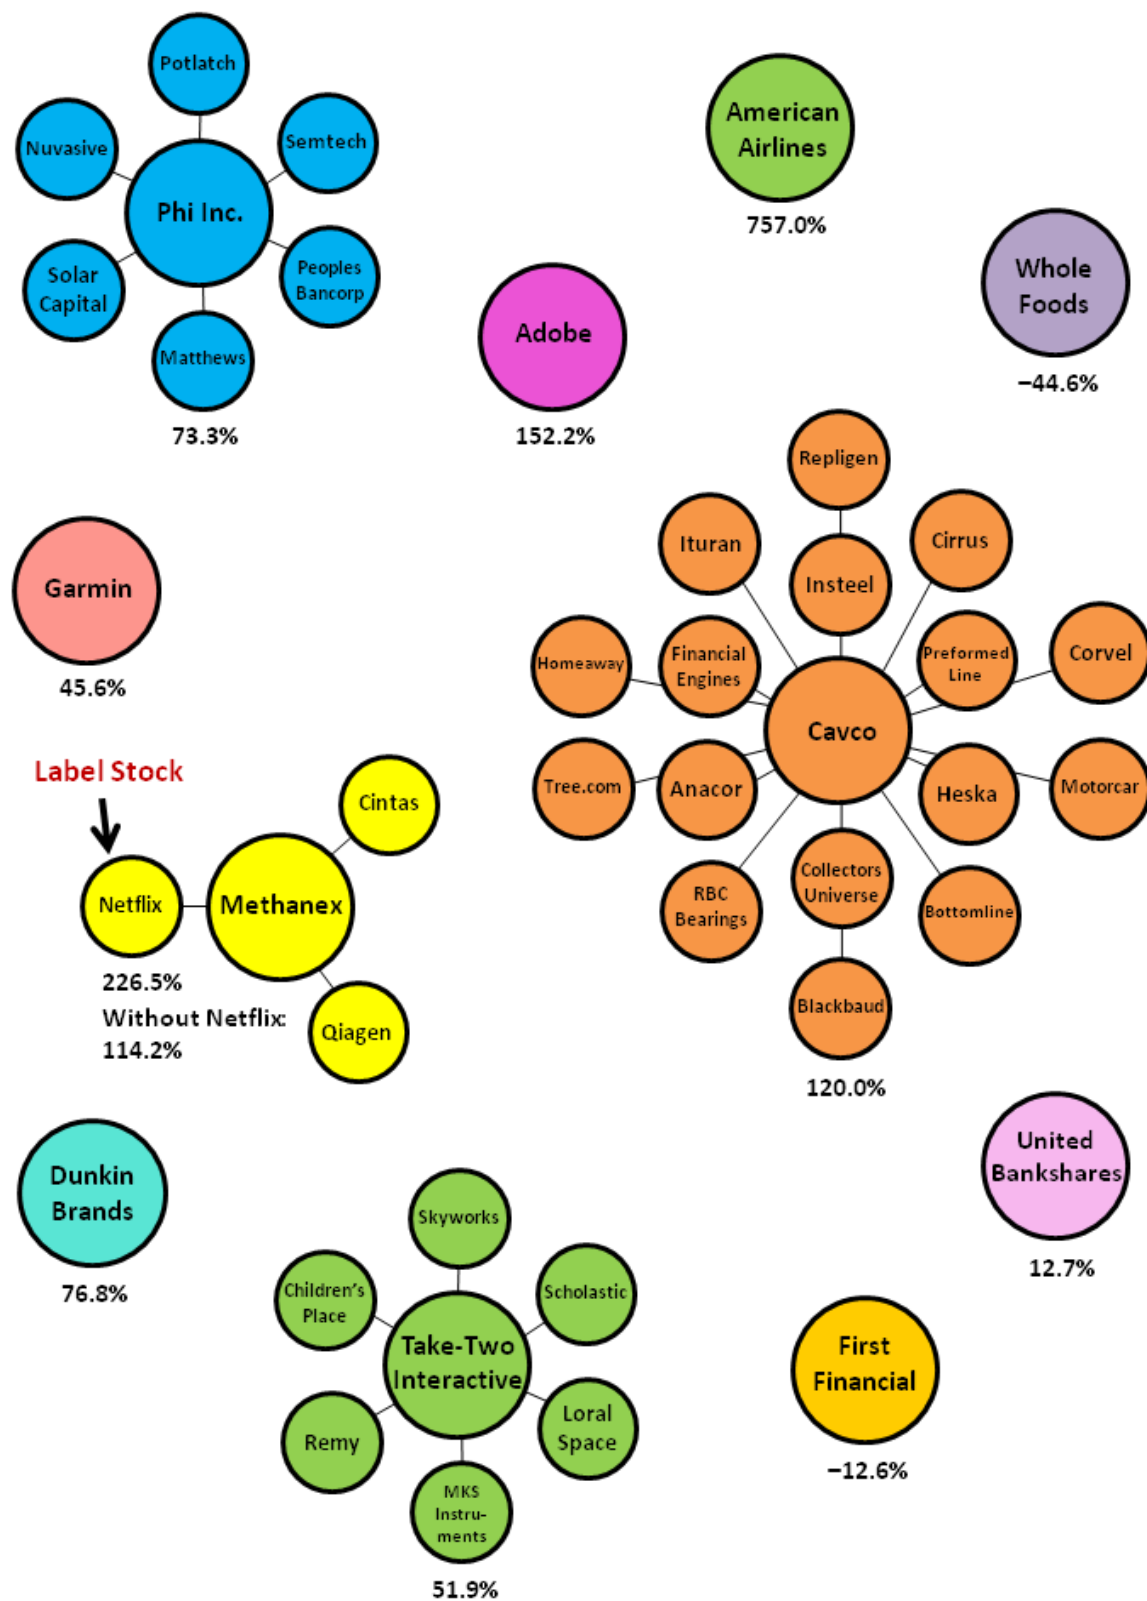 Potlatch
Nuvasive
Semtech
Phi Inc.
Solar
Capital
Peoples
Bancorp
Matthews
73.3%
American
Airlines
757.0%
Whole
Foods
−44.6%
Adobe
152.2%
Garmin
45.6%
Repligen
Ituran
Cirrus
Insteel
Homeaway
Financial
Engines
Preformed
Line
Corvel
Cavco
Tree.com
Anacor
Heska
Motorcar
RBC
Bearings
Collectors
Universe
Bottomline
Blackbaud
120.0%
Label Stock
Cintas
Netflix
Methanex
Qiagen
226.5%
Without Netflix:
114.2%
Dunkin
Brands
76.8%
United
Bankshares
12.7%
Skyworks
Children's
Place
Scholastic
Take-Two
Interactive
Remy
Loral
Space
MKS
Instru-
ments
51.9%
First
Financial
−12.6%